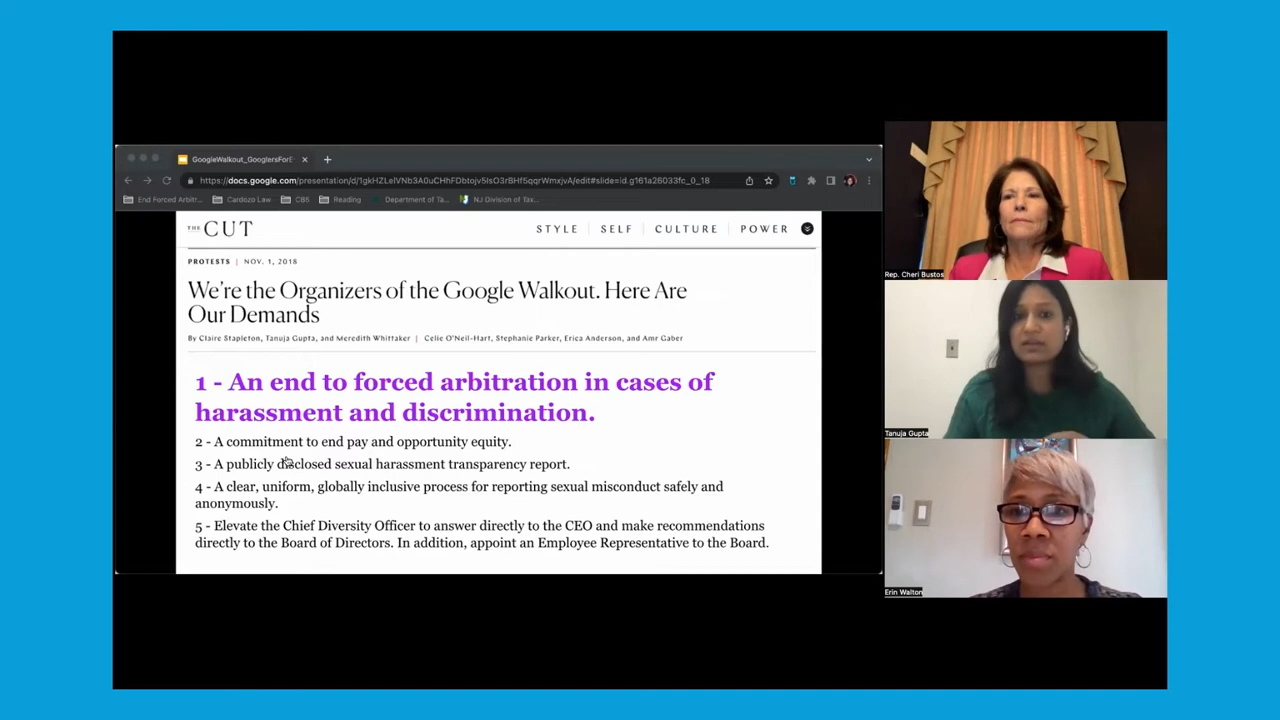 GoogleWalkout_GooglersForE
https://docs.google.com/presentation/d/1gkHZLelVNb3A0uCHhFDbtojv5IsO3rBHf5qqrWmxjvA/edit#slide=id.g161a26033fc_0_18
End Forced Arbitr...
Cardozo Law
CBS
Reading
Department of Ta...
NJ Division of Tax...
THE CUT
STYLE | SELF | CULTURE | POWER
PROTESTS | NOV. 1, 2018
We're the Organizers of the Google Walkout. Here Are
Our Demands
By Claire Stapleton, Tanuja Gupta, and Meredith Whittaker | Celie O'Neil-Hart, Stephanie Parker, Erica Anderson, and Amr Gaber
1 - An end to forced arbitration in cases of
harassment and discrimination.
2 - A commitment to end pay and opportunity equity.
3 - A publicly disclosed sexual harassment transparency report.
4 - A clear, uniform, globally inclusive process for reporting sexual misconduct safely and
anonymously.
5 - Elevate the Chief Diversity Officer to answer directly to the CEO and make recommendations
directly to the Board of Directors. In addition, appoint an Employee Representative to the Board.
Rep. Cheri Bustos
Tanuja Gupta
Erin Walton